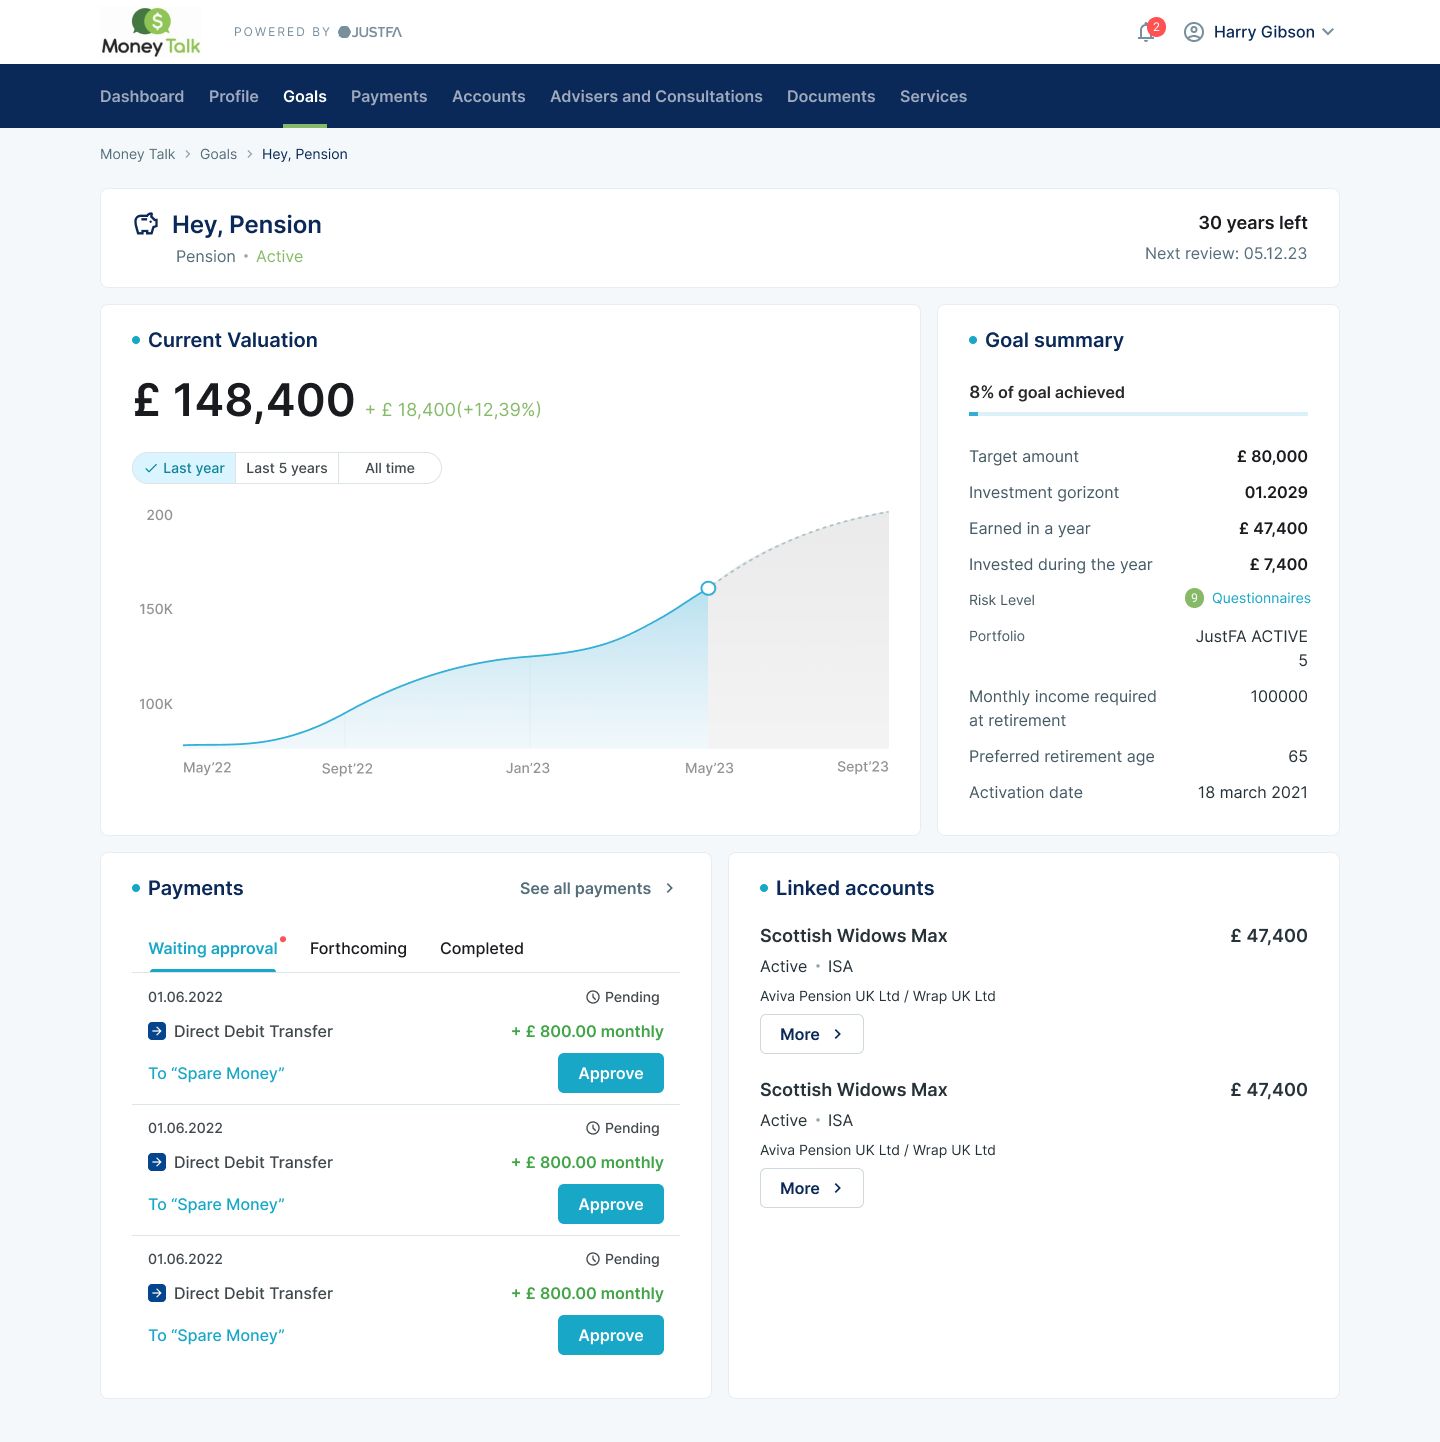 Money Talk
POWERED BY JUSTFA
2
Harry Gibson
Dashboard Profile Goals Payments Accounts Advisers and Consultations Documents Services
Money Talk > Goals > Hey, Pension
Hey, Pension
Pension • Active
30 years left
Next review: 05.12.23
Current Valuation
£ 148,400 + £ 18,400(+12,39%)
Last year Last 5 years All time
200
150K
100K
May’22 Sept’22 Jan’23 May’23 Sept’23
Goal summary
8% of goal achieved
Target amount £ 80,000
Investment gorizont 01.2029
Earned in a year £ 47,400
Invested during the year £ 7,400
Risk Level 9 Questionnaires
Portfolio JustFA ACTIVE
5
Monthly income required 100000
at retirement
Preferred retirement age 65
Activation date 18 march 2021
Payments See all payments >
Waiting approval Forthcoming Completed
01.06.2022 Pending
Direct Debit Transfer + £ 800.00 monthly
To “Spare Money” Approve
01.06.2022 Pending
Direct Debit Transfer + £ 800.00 monthly
To “Spare Money” Approve
01.06.2022 Pending
Direct Debit Transfer + £ 800.00 monthly
To “Spare Money” Approve
Linked accounts
Scottish Widows Max £ 47,400
Active • ISA
Aviva Pension UK Ltd / Wrap UK Ltd
More >
Scottish Widows Max £ 47,400
Active • ISA
Aviva Pension UK Ltd / Wrap UK Ltd
More >